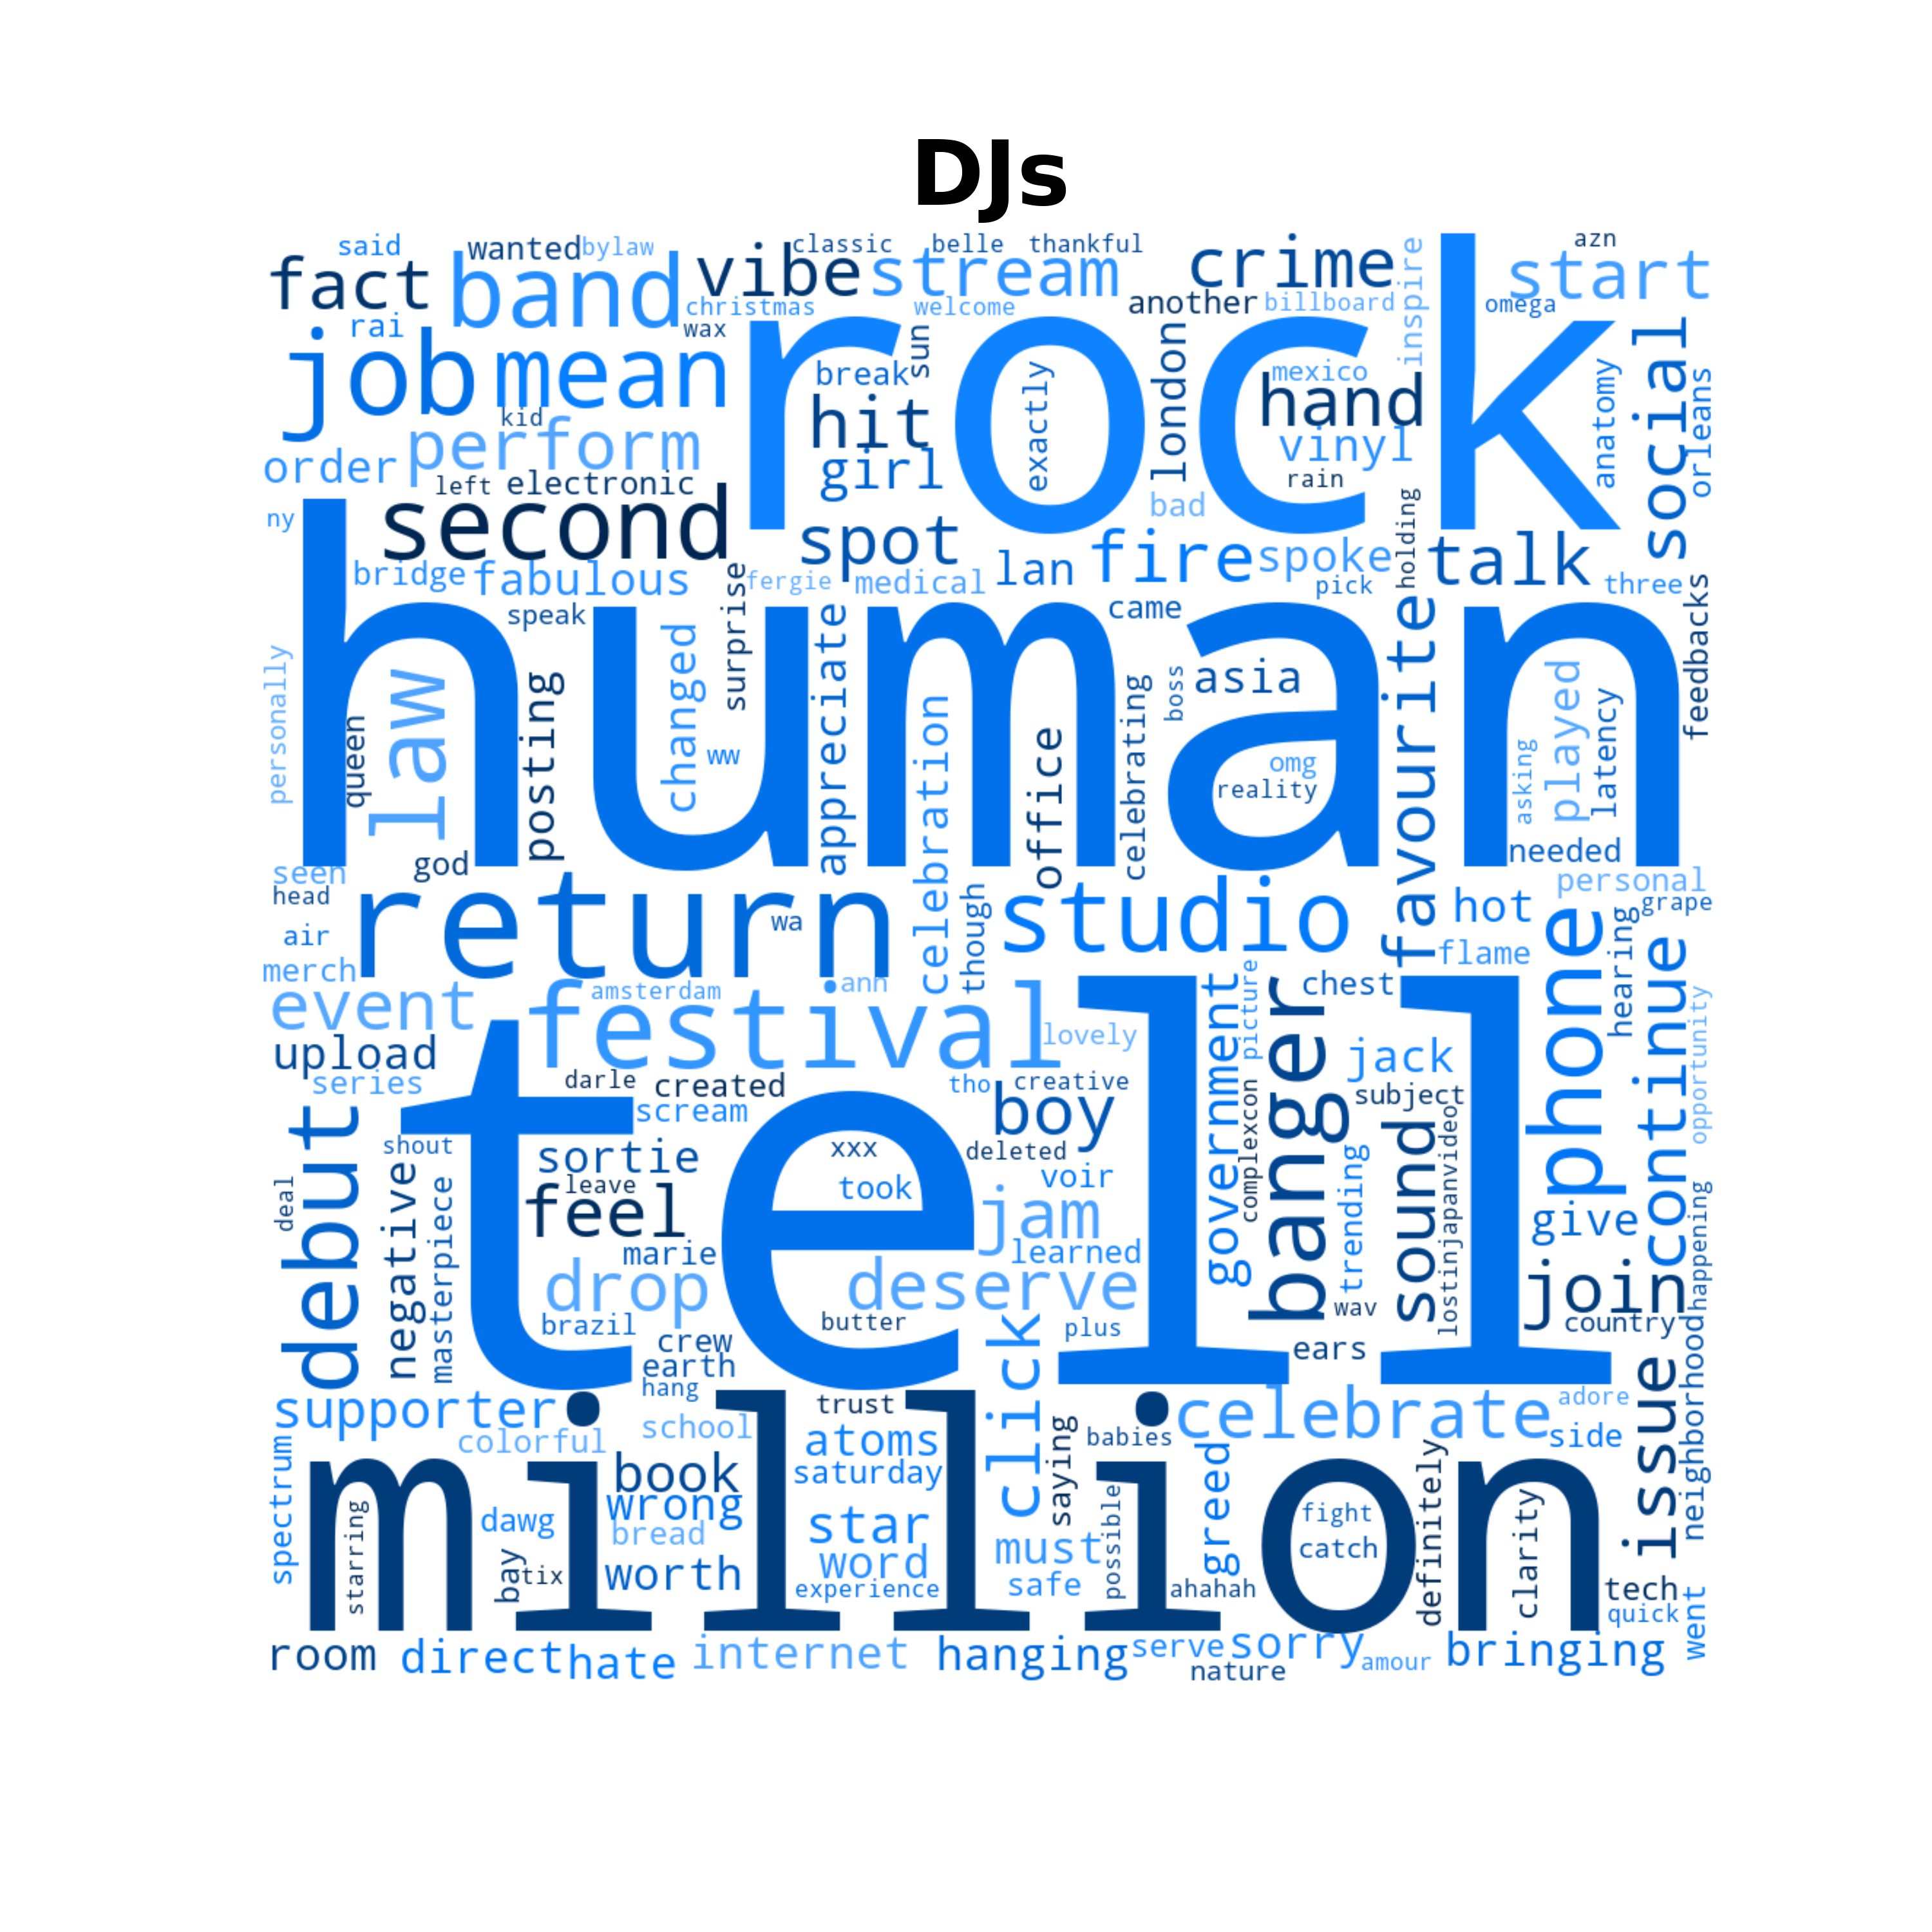 DJs
said
wanted
bylaw
classic
belle
thankful
crime
inspire
azn
fact
band
vibe
stream
start
christmas
welcome
another
billboard
omega
rai
wax
rock
job
mean
break
sun
exactly
london
mexico
hand
anatomy
social
orleans
kid
hit
vinyl
order
perform
girl
rain
left
electronic
bad
holding
ny
second
spot
lan
fire
spoke
talk
bridge
fabulous
surprise
fergie
medical
pick
three
feedbacks
speak
came
human
personally
queen
law
posting
changed
ww
appreciate
celebration
office
celebrating
boss
asia
omg
reality
favourite
asking
played
latency
needed
seen
god
personal
head
return
wa
though
studio
hot
grape
air
flame
phone
hearing
continue
merch
ann
event
festival
amsterdam
lovely
government
picture
banger
chest
opportunity
upload
jack
series
darle
created
tho
creative
subject
scream
boy
tell
debut
shout
sortie
xxx
deleted
complexcon
trending
sound
lostinjapanvideo
deal
negative
masterpiece
leave
took
voir
feel
jam
give
happening
marie
learned
drop
deserve
join
brazil
butter
plus
wav
country
crew
click
ears
earth
neighborhood
hang
supporter
trust
celebrate
adore
issue
colorful
school
atoms
saying
babies
side
spectrum
million
book
saturday
greed
definitely
starring
dawg
wrong
star
possible
fight
clarity
bread
must
catch
bay
tix
worth
word
experience
safe
ahahah
tech
quick
went
room
direct
hate
internet
hanging
serve
sorry
amour
bringing
nature